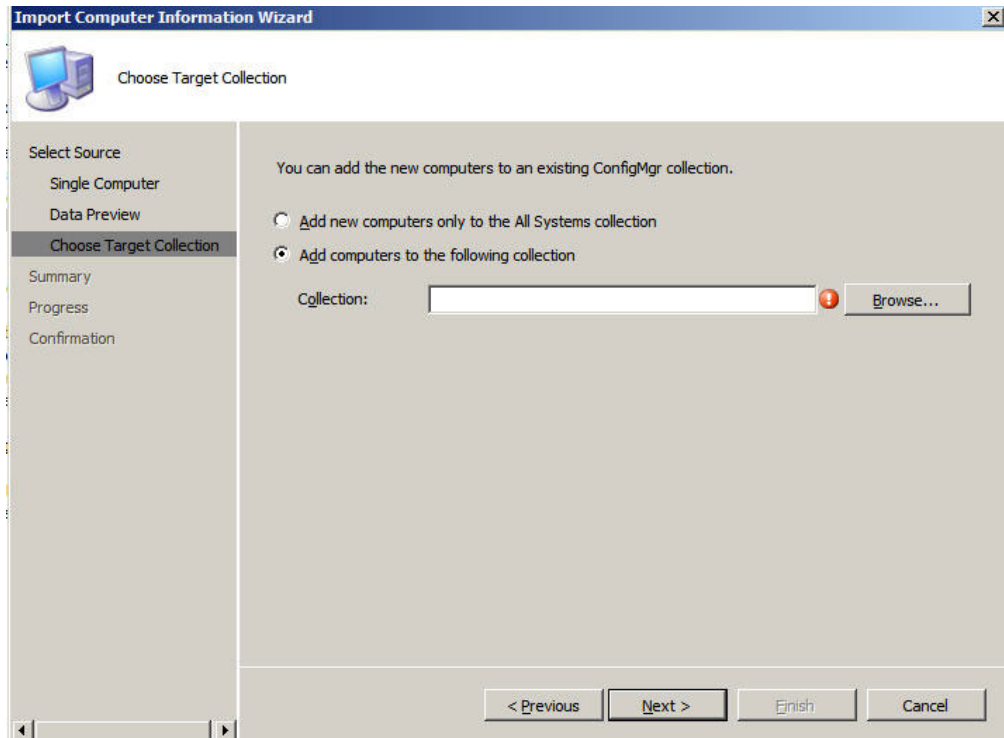 Import Computer Information Wizard
Choose Target Collection
Select Source
Single Computer
Data Preview
Choose Target Collection
Summary
Progress
Confirmation
You can add the new computers to an existing ConfigMgr collection.
Add new computers only to the All Systems collection
Add computers to the following collection
Collection:
Browse...
< Previous
Next >
Finish
Cancel